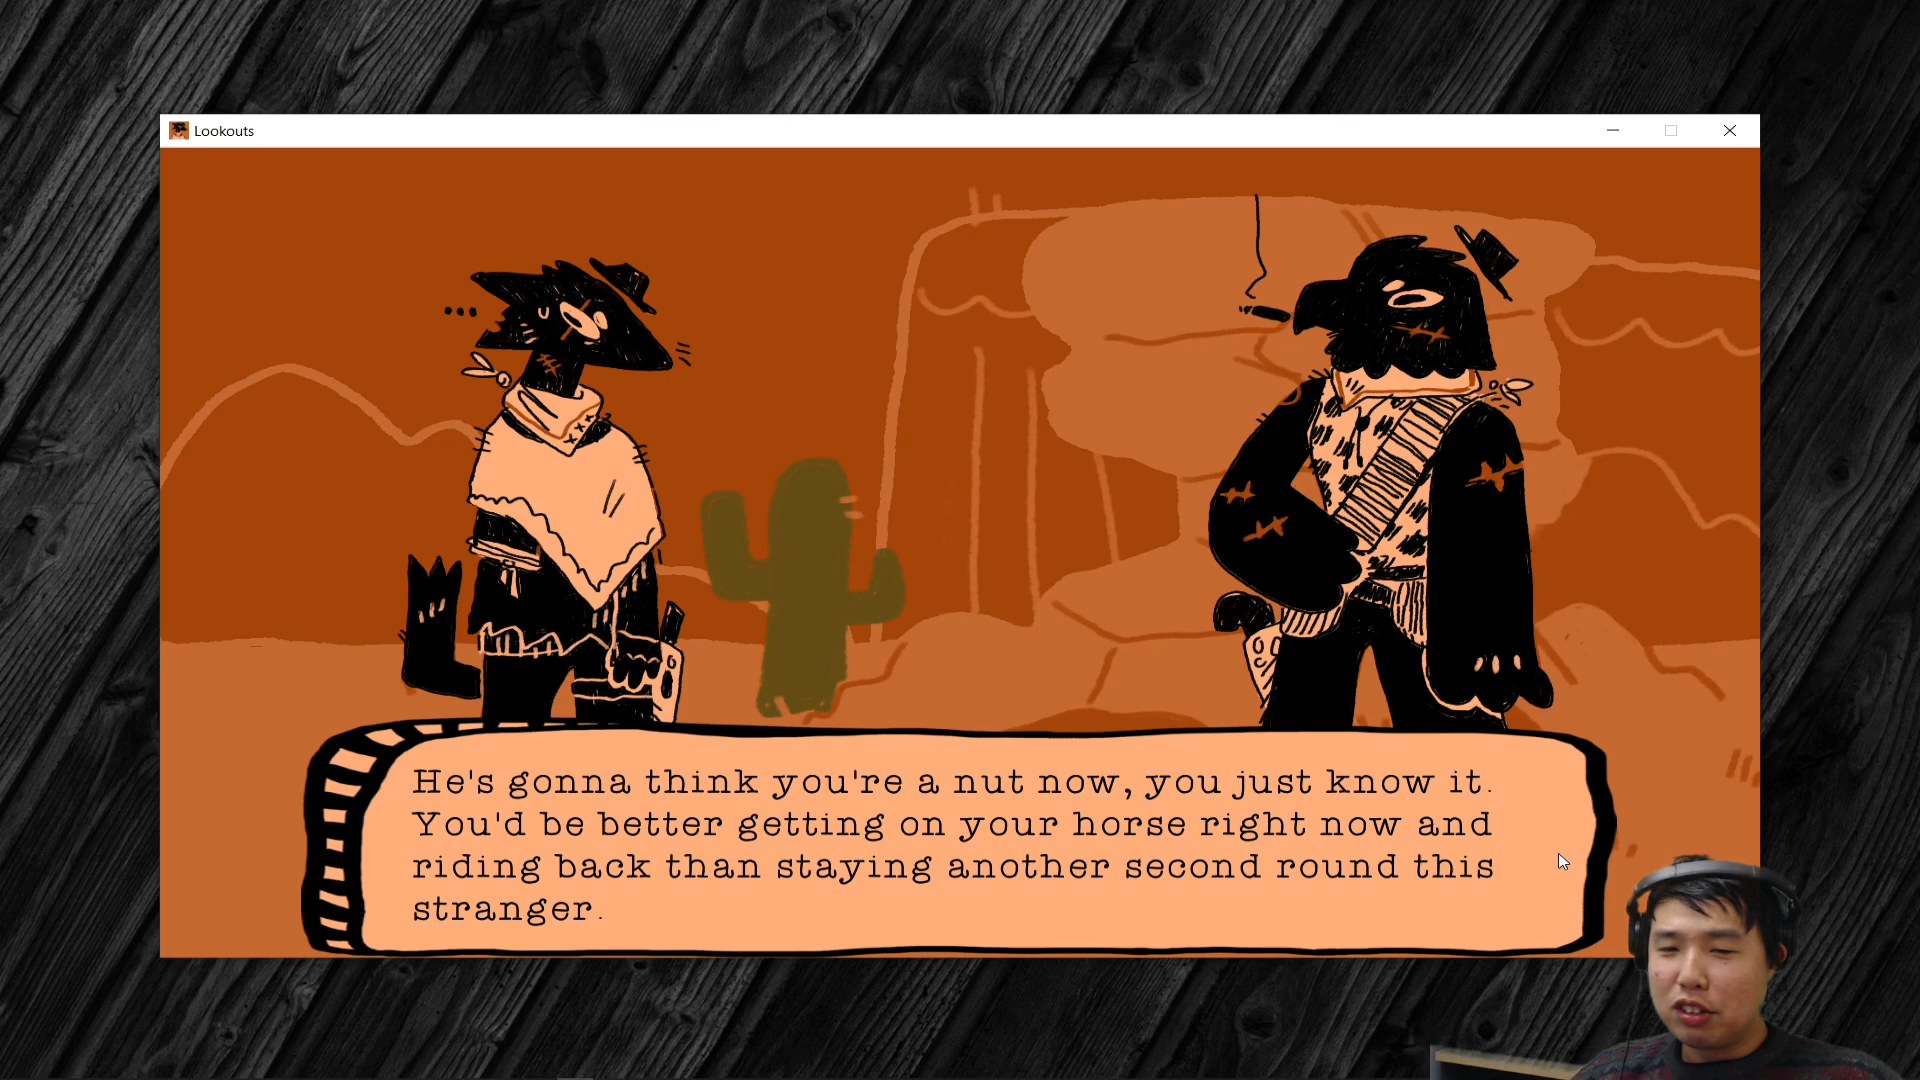 Lookouts
He's gonna think you're a nut now, you just know it.
You'd be better getting on your horse right now and
riding back than staying another second round this
stranger.